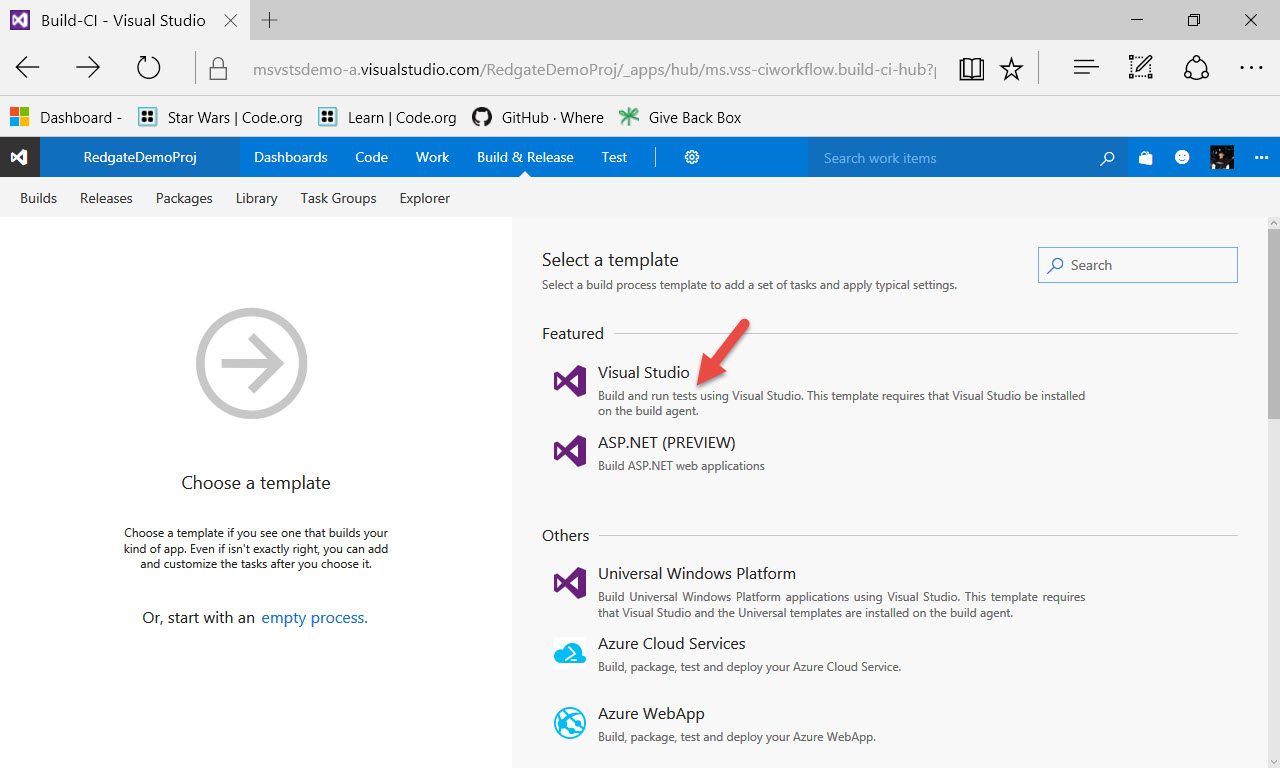 Build-CI - Visual Studio
msvstsdemo-a.visualstudio.com/RedgateDemoProj/_apps/hub/ms.vss-ciworkflow.build-ci-hub?
Dashboard - Star Wars | Code.org Learn | Code.org GitHub · Where Give Back Box
RedgateDemoProj Dashboards Code Work Build & Release Test Search work items
Builds Releases Packages Library Task Groups Explorer
Choose a template
Choose a template if you see one that builds your
kind of app. Even if isn't exactly right, you can add
and customize the tasks after you choose it.
Or, start with an empty process.
Select a template
Select a build process template to add a set of tasks and apply typical settings.
Search
Featured
Visual Studio
Build and run tests using Visual Studio. This template requires that Visual Studio be installed
on the build agent.
ASP.NET (PREVIEW)
Build ASP.NET web applications
Others
Universal Windows Platform
Build Universal Windows Platform applications using Visual Studio. This template requires
that Visual Studio and the Universal templates are installed on the build agent.
Azure Cloud Services
Build, package, test and deploy your Azure Cloud Service.
Azure WebApp
Build, package, test and deploy your Azure WebApp.